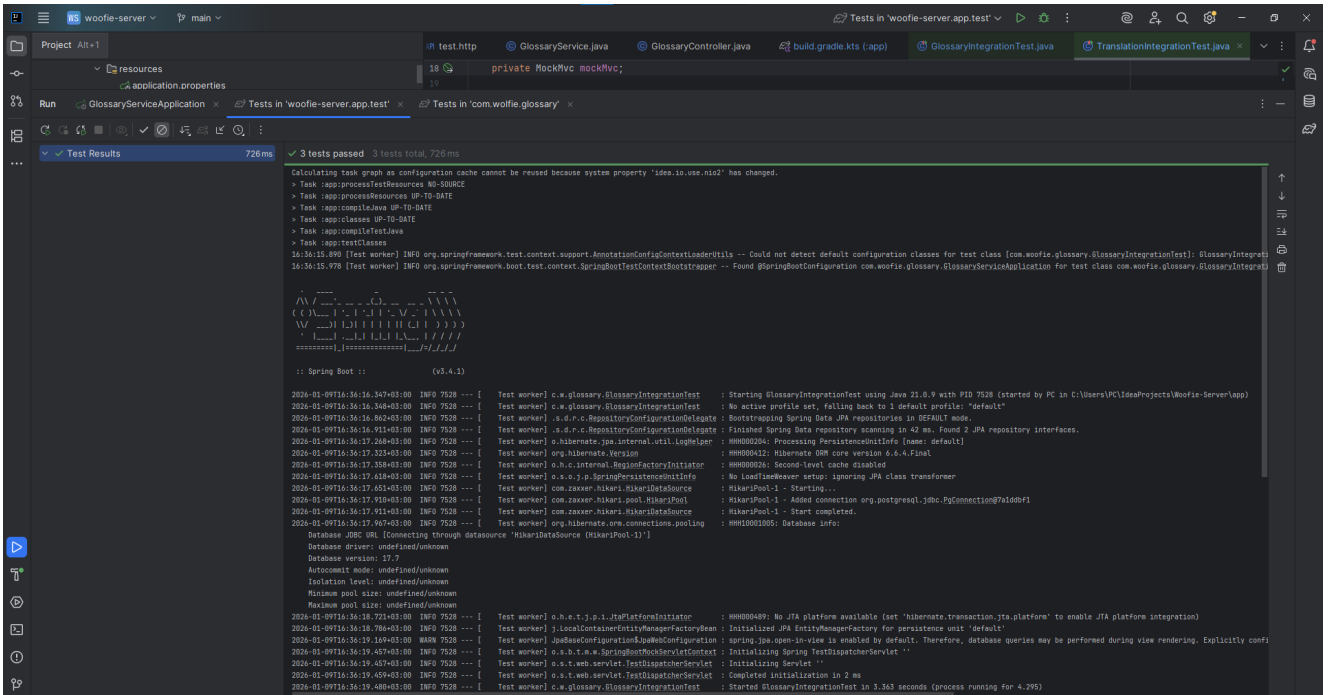 woofie-server
main
Tests in 'woofie-server.app.test'
Project Alt+1
test.http
GlossaryService.java
GlossaryController.java
build.gradle.kts (:app)
GlossaryIntegrationTest.java
TranslationIntegrationTest.java
resources
application.properties
18
private MockMvc mockMvc;
19
Run
GlossaryServiceApplication
Tests in 'woofie-server.app.test'
Tests in 'com.wolfie.glossary'
Test Results 726 ms
3 tests passed 3 tests total, 726 ms
Calculating task graph as configuration cache cannot be reused because system property 'idea.io.use.nio2' has changed.
> Task :app:processTestResources NO-SOURCE
> Task :app:processResources UP-TO-DATE
> Task :app:compileJava UP-TO-DATE
> Task :app:classes UP-TO-DATE
> Task :app:compileTestJava
> Task :app:testClasses
16:36:15.890 [Test worker] INFO org.springframework.test.context.support.AnnotationConfigContextLoaderUtils -- Could not detect default configuration classes for test class [com.woofie.glossary.GlossaryIntegrationTest]: GlossaryIntegrati
16:36:15.978 [Test worker] INFO org.springframework.boot.test.context.SpringBootTestContextBootstrapper -- Found @SpringBootConfiguration com.woofie.glossary.GlossaryServiceApplication for test class com.woofie.glossary.GlossaryIntegrati
:: Spring Boot :: (v3.4.1)
2026-01-09T16:36:16.347+03:00 INFO 7528 --- [ Test worker] c.w.glossary.GlossaryIntegrationTest : Starting GlossaryIntegrationTest using Java 21.0.9 with PID 7528 (started by PC in C:\Users\PC\IdeaProjects\Woofie-Server\app)
2026-01-09T16:36:16.348+03:00 INFO 7528 --- [ Test worker] c.w.glossary.GlossaryIntegrationTest : No active profile set, falling back to 1 default profile: "default"
2026-01-09T16:36:16.862+03:00 INFO 7528 --- [ Test worker] .s.d.r.c.RepositoryConfigurationDelegate : Bootstrapping Spring Data JPA repositories in DEFAULT mode.
2026-01-09T16:36:16.911+03:00 INFO 7528 --- [ Test worker] .s.d.r.c.RepositoryConfigurationDelegate : Finished Spring Data repository scanning in 42 ms. Found 2 JPA repository interfaces.
2026-01-09T16:36:17.268+03:00 INFO 7528 --- [ Test worker] o.hibernate.jpa.internal.util.LogHelper : HHH000204: Processing PersistenceUnitInfo [name: default]
2026-01-09T16:36:17.323+03:00 INFO 7528 --- [ Test worker] org.hibernate.Version : HHH000412: Hibernate ORM core version 6.6.4.Final
2026-01-09T16:36:17.358+03:00 INFO 7528 --- [ Test worker] o.h.c.internal.RegionFactoryInitiator : HHH000026: Second-level cache disabled
2026-01-09T16:36:17.618+03:00 INFO 7528 --- [ Test worker] o.s.o.j.p.SpringPersistenceUnitInfo : No LoadTimeWeaver setup: ignoring JPA class transformer
2026-01-09T16:36:17.651+03:00 INFO 7528 --- [ Test worker] com.zaxxer.hikari.HikariDataSource : HikariPool-1 - Starting...
2026-01-09T16:36:17.910+03:00 INFO 7528 --- [ Test worker] com.zaxxer.hikari.pool.HikariPool : HikariPool-1 - Added connection org.postgresql.jdbc.PgConnection@7a1ddbf1
2026-01-09T16:36:17.911+03:00 INFO 7528 --- [ Test worker] com.zaxxer.hikari.HikariDataSource : HikariPool-1 - Start completed.
2026-01-09T16:36:17.967+03:00 INFO 7528 --- [ Test worker] org.hibernate.orm.connections.pooling : HHH10001005: Database info:
Database JDBC URL [Connecting through datasource 'HikariDataSource (HikariPool-1)']
Database driver: undefined/unknown
Database version: 17.7
Autocommit mode: undefined/unknown
Isolation level: undefined/unknown
Minimum pool size: undefined/unknown
Maximum pool size: undefined/unknown
2026-01-09T16:36:18.721+03:00 INFO 7528 --- [ Test worker] o.h.e.t.j.p.i.JtaPlatformInitiator : HHH000489: No JTA platform available (set 'hibernate.transaction.jta.platform' to enable JTA platform integration)
2026-01-09T16:36:18.786+03:00 INFO 7528 --- [ Test worker] j.LocalContainerEntityManagerFactoryBean : Initialized JPA EntityManagerFactory for persistence unit 'default'
2026-01-09T16:36:19.169+03:00 WARN 7528 --- [ Test worker] JpaBaseConfiguration$JpaWebConfiguration : spring.jpa.open-in-view is enabled by default. Therefore, database queries may be performed during view rendering. Explicitly confi
2026-01-09T16:36:19.457+03:00 INFO 7528 --- [ Test worker] o.s.b.t.m.w.SpringBootMockServletContext : Initializing Spring TestDispatcherServlet ''
2026-01-09T16:36:19.457+03:00 INFO 7528 --- [ Test worker] o.s.t.web.servlet.TestDispatcherServlet : Initializing Servlet ''
2026-01-09T16:36:19.459+03:00 INFO 7528 --- [ Test worker] o.s.t.web.servlet.TestDispatcherServlet : Completed initialization in 2 ms
2026-01-09T16:36:19.480+03:00 INFO 7528 --- [ Test worker] c.w.glossary.GlossaryIntegrationTest : Started GlossaryIntegrationTest in 3.363 seconds (process running for 4.295)